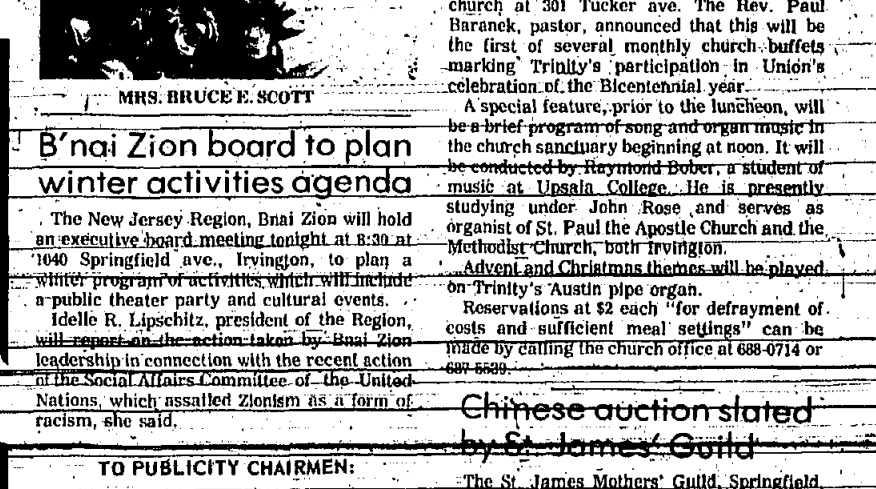 MRS. BRUCE E. SCOTT
B'nai Zion board to plan
winter activities agenda
The New Jersey Region, Bnai Zion will hold
an executive board meeting tonight at 8:30 at
1040 Springfield ave., Irvington, to plan a
winter program of activities which will include
a public theater party and cultural events.
Idelle R. Lipschitz, president of the Region,
will report on the action taken by Bnai Zion
leadership in connection with the recent action
of the Social Affairs Committee of the United
Nations, which assailed Zionism as a form of
racism, she said.
TO PUBLICITY CHAIRMEN:
church at 301 Tucker ave. The Rev. Paul
Baranek, pastor, announced that this will be
the first of several monthly church buffets
marking Trinity's participation in Union's
celebration of the Bicentennial year.
A special feature, prior to the luncheon, will
be a brief program of song and organ music in
the church sanctuary beginning at noon. It will
be conducted by Raymond Bober, a student of
music at Upsala College. He is presently
studying under John Rose and serves as
organist of St. Paul the Apostle Church and the
Methodist Church, both Irvington.
Advent and Christmas themes will be played
on Trinity's Austin pipe organ.
Reservations at $2 each "for defrayment of
costs and sufficient meal settings" can be
made by calling the church office at 688-0714 or
687-5539.
Chinese auction slated
by St. James' Guild
The St. James Mothers' Guild, Springfield,